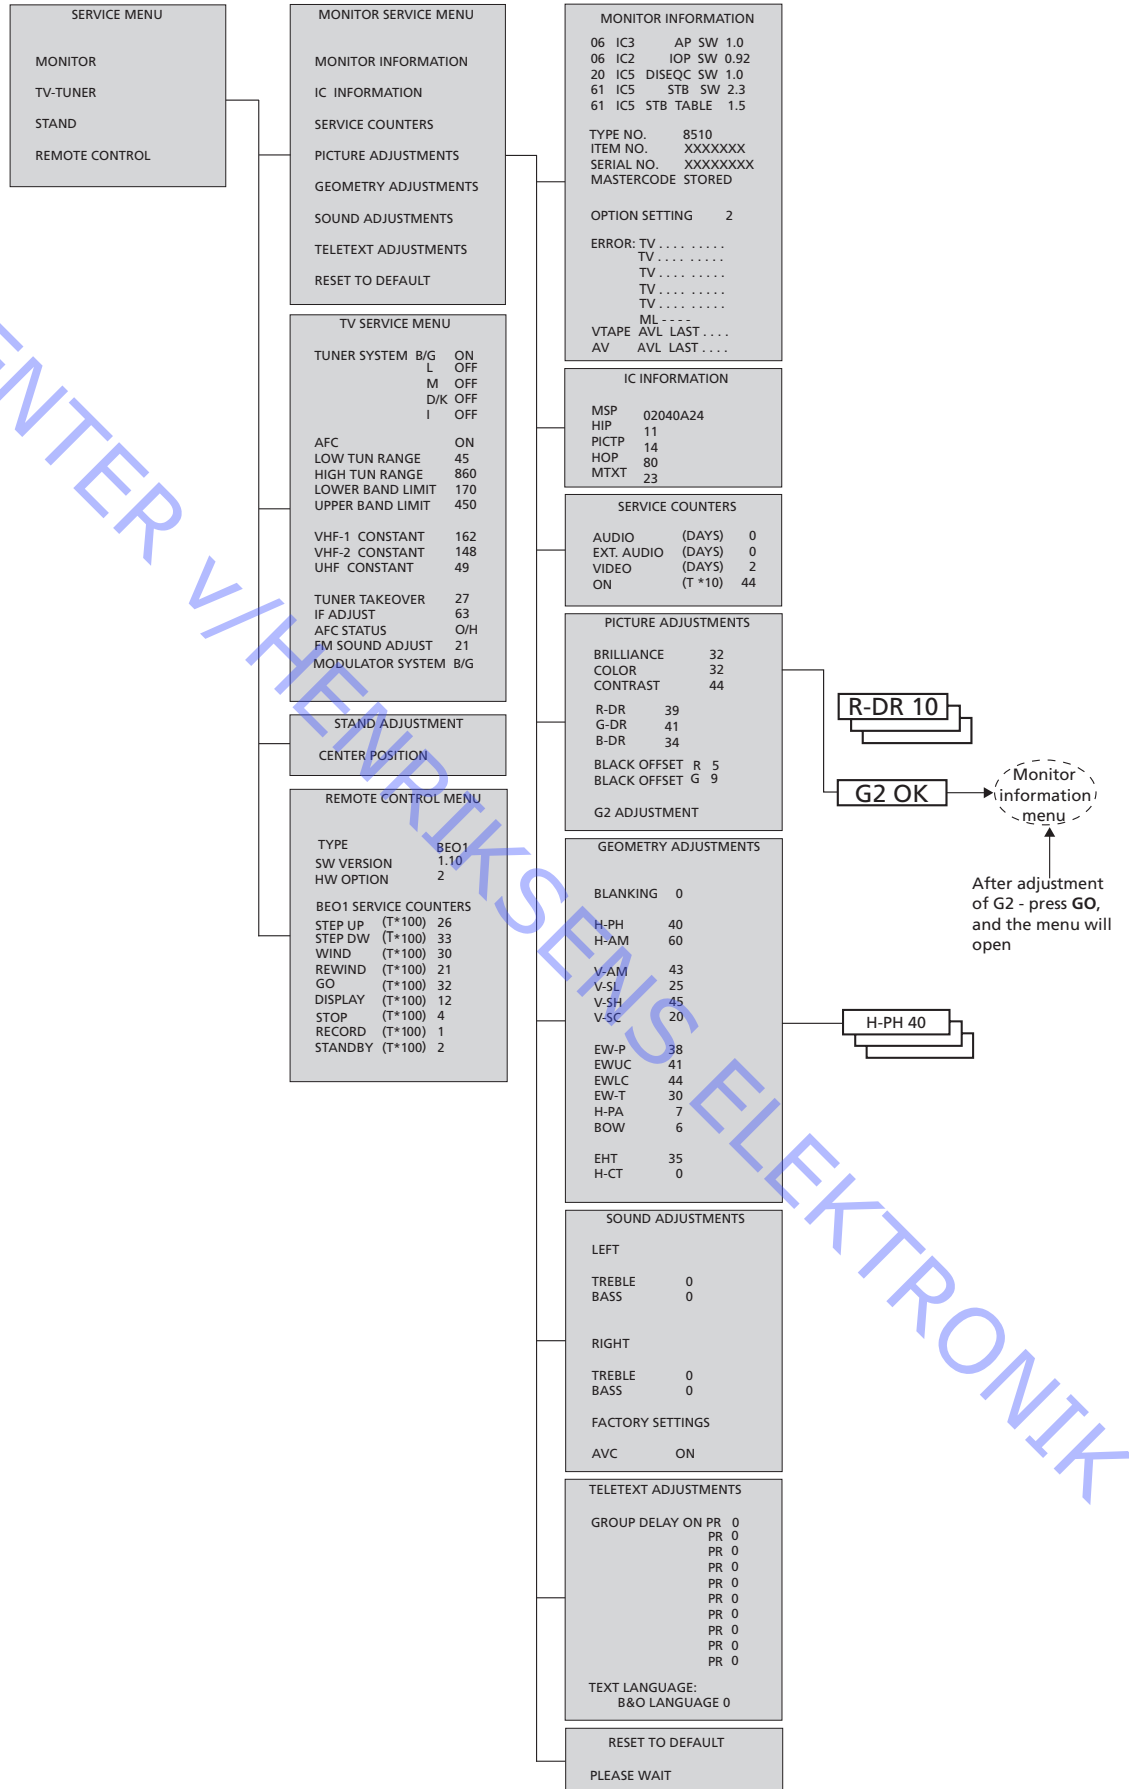 SERVICE MENU
MONITOR
TV-TUNER
STAND
REMOTE CONTROL
MONITOR SERVICE MENU
MONITOR INFORMATION
IC INFORMATION
SERVICE COUNTERS
PICTURE ADJUSTMENTS
GEOMETRY ADJUSTMENTS
SOUND ADJUSTMENTS
TELETEXT ADJUSTMENTS
RESET TO DEFAULT
TV SERVICE MENU
TUNER SYSTEM B/G ON
L OFF
M OFF
D/K OFF
I OFF
AFC ON
LOW TUN RANGE 45
HIGH TUN RANGE 860
LOWER BAND LIMIT 170
UPPER BAND LIMIT 450
VHF-1 CONSTANT 162
VHF-2 CONSTANT 148
UHF CONSTANT 49
TUNER TAKEOVER 27
IF ADJUST 63
AFC STATUS O/H
FM SOUND ADJUST 21
MODULATOR SYSTEM B/G
STAND ADJUSTMENT
CENTER POSITION
REMOTE CONTROL MENU
TYPE BEO1
SW VERSION 1.10
HW OPTION 2
BEO1 SERVICE COUNTERS
STEP UP (T*100) 26
STEP DW (T*100) 33
WIND (T*100) 30
REWIND (T*100) 21
GO (T*100) 32
DISPLAY (T*100) 12
STOP (T*100) 4
RECORD (T*100) 1
STANDBY (T*100) 2
MONITOR INFORMATION
06 IC3 AP SW 1.0
06 IC2 IOP SW 0.92
20 IC5 DISEQC SW 1.0
61 IC5 STB SW 2.3
61 IC5 STB TABLE 1.5
TYPE NO. 8510
ITEM NO. XXXXXXX
SERIAL NO. XXXXXXXX
MASTERCODE STORED
OPTION SETTING 2
ERROR: TV . . . . . . . . .
TV . . . . . . . . .
TV . . . . . . . . .
TV . . . . . . . . .
TV . . . . . . . . .
ML - - - -
VTAPE AVL LAST . . . .
AV AVL LAST . . . .
IC INFORMATION
MSP 02040A24
HIP 11
PICTP 14
HOP 80
MTXT 23
SERVICE COUNTERS
AUDIO (DAYS) 0
EXT. AUDIO (DAYS) 0
VIDEO (DAYS) 2
ON (T *10) 44
PICTURE ADJUSTMENTS
BRILLIANCE 32
COLOR 32
CONTRAST 44
R-DR 39
G-DR 41
B-DR 34
BLACK OFFSET R 5
BLACK OFFSET G 9
G2 ADJUSTMENT
GEOMETRY ADJUSTMENTS
BLANKING 0
H-PH 40
H-AM 60
V-AM 43
V-SL 25
V-SH 45
V-SC 20
EW-P 38
EWUC 41
EWLC 44
EW-T 30
H-PA 7
BOW 6
EHT 35
H-CT 0
SOUND ADJUSTMENTS
LEFT
TREBLE 0
BASS 0
RIGHT
TREBLE 0
BASS 0
FACTORY SETTINGS
AVC ON
TELETEXT ADJUSTMENTS
GROUP DELAY ON PR 0
PR 0
PR 0
PR 0
PR 0
PR 0
PR 0
PR 0
PR 0
PR 0
TEXT LANGUAGE:
B&O LANGUAGE 0
RESET TO DEFAULT
PLEASE WAIT
R-DR 10
G2 OK
Monitor
information
menu
After adjustment
of G2 - press GO,
and the menu will
open
H-PH 40
ENTER v/HENRIKSENS ELEKTRONIK